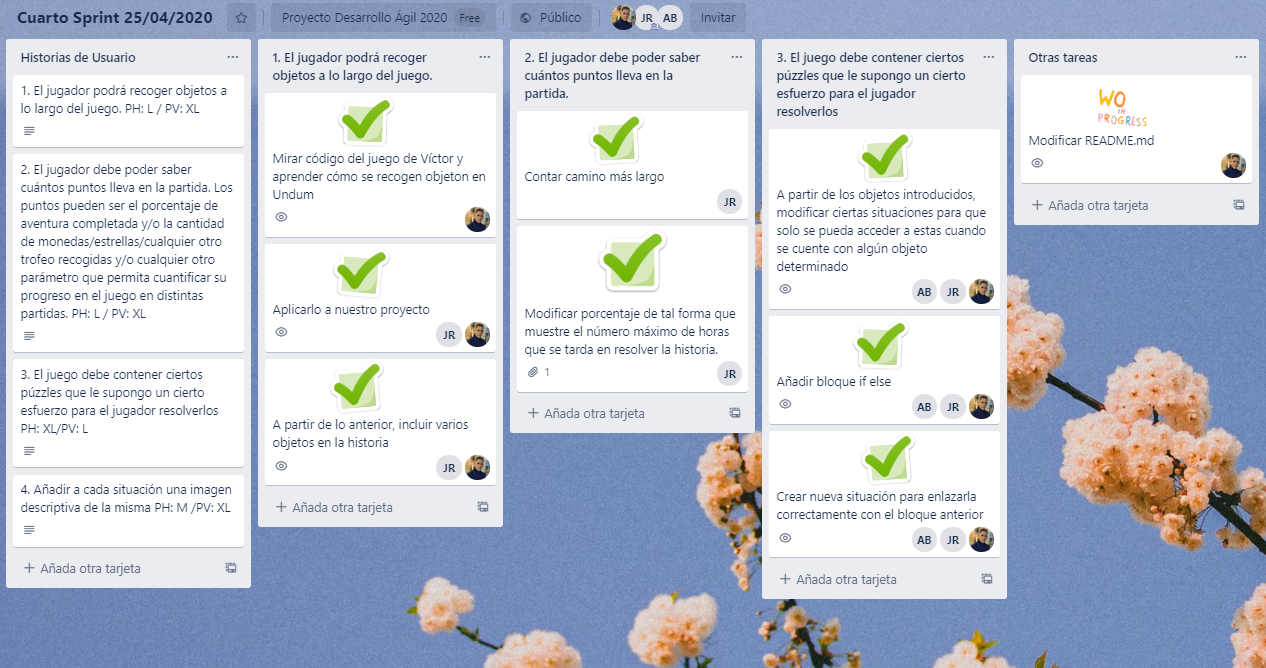 Cuarto Sprint 25/04/2020
Proyecto Desarrollo Ágil 2020 Free
Público
JR
AB
Invitar
Historias de Usuario
1. El jugador podrá recoger objetos a
lo largo del juego. PH: L / PV: XL
2. El jugador debe poder saber
cuántos puntos lleva en la partida. Los
puntos pueden ser el porcentaje de
aventura completada y/o la cantidad
de monedas/estrellas/cualquier otro
trofeo recogidas y/o cualquier otro
parámetro que permita cuantificar su
progreso en el juego en distintas
partidas. PH: L / PV: XL
3. El juego debe contener ciertos
púzzles que le supongo un cierto
esfuerzo para el jugador resolverlos
PH: XL/PV: L
4. Añadir a cada situación una imagen
descriptiva de la misma PH: M /PV: XL
+ Añada otra tarjeta
1. El jugador podrá recoger
objetos a lo largo del juego.
Mirar código del juego de Víctor y
aprender cómo se recogen objeton en
Undum
Aplicarlo a nuestro proyecto
JR
A partir de lo anterior, incluir varios
objetos en la historia
JR
+ Añada otra tarjeta
2. El jugador debe poder saber
cuántos puntos lleva en la
partida.
Contar camino más largo
JR
Modificar porcentaje de tal forma que
muestre el número máximo de horas
que se tarda en resolver la historia.
1
JR
+ Añada otra tarjeta
3. El juego debe contener ciertos
púzzles que le supongo un cierto
esfuerzo para el jugador
resolverlos
A partir de los objetos introducidos,
modificar ciertas situaciones para que
solo se pueda acceder a estas cuando
se cuente con algún objeto
determinado
AB JR
Añadir bloque if else
AB JR
Crear nueva situación para enlazarla
correctamente con el bloque anterior
AB JR
+ Añada otra tarjeta
Otras tareas
WO
IN
PROGRESS
Modificar README.md
+ Añada otra tarjeta